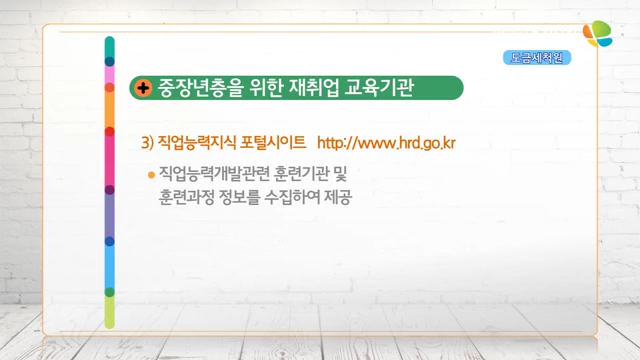 도금세척원
중장년층을 위한 재취업 교육기관
3) 직업능력지식 포털시이트 http://www.hrd.go.kr
직업능력개발관련 훈련기관 및
훈련과정 정보를 수집하여 제공